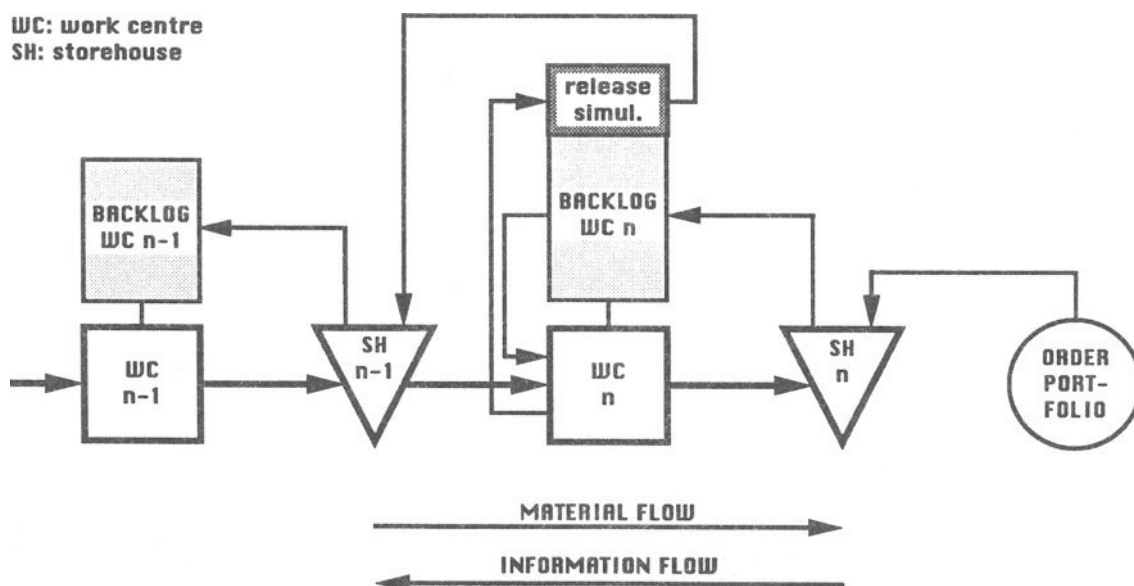 WC: work centre
SH: storehouse
release
simul.
BACKLOG
WC n-1
BACKLOG
WC n
WC
n-1
SH
n-1
WC
n
SH
n
ORDER
PORT-
FOLIO
MATERIAL FLOW
INFORMATION FLOW